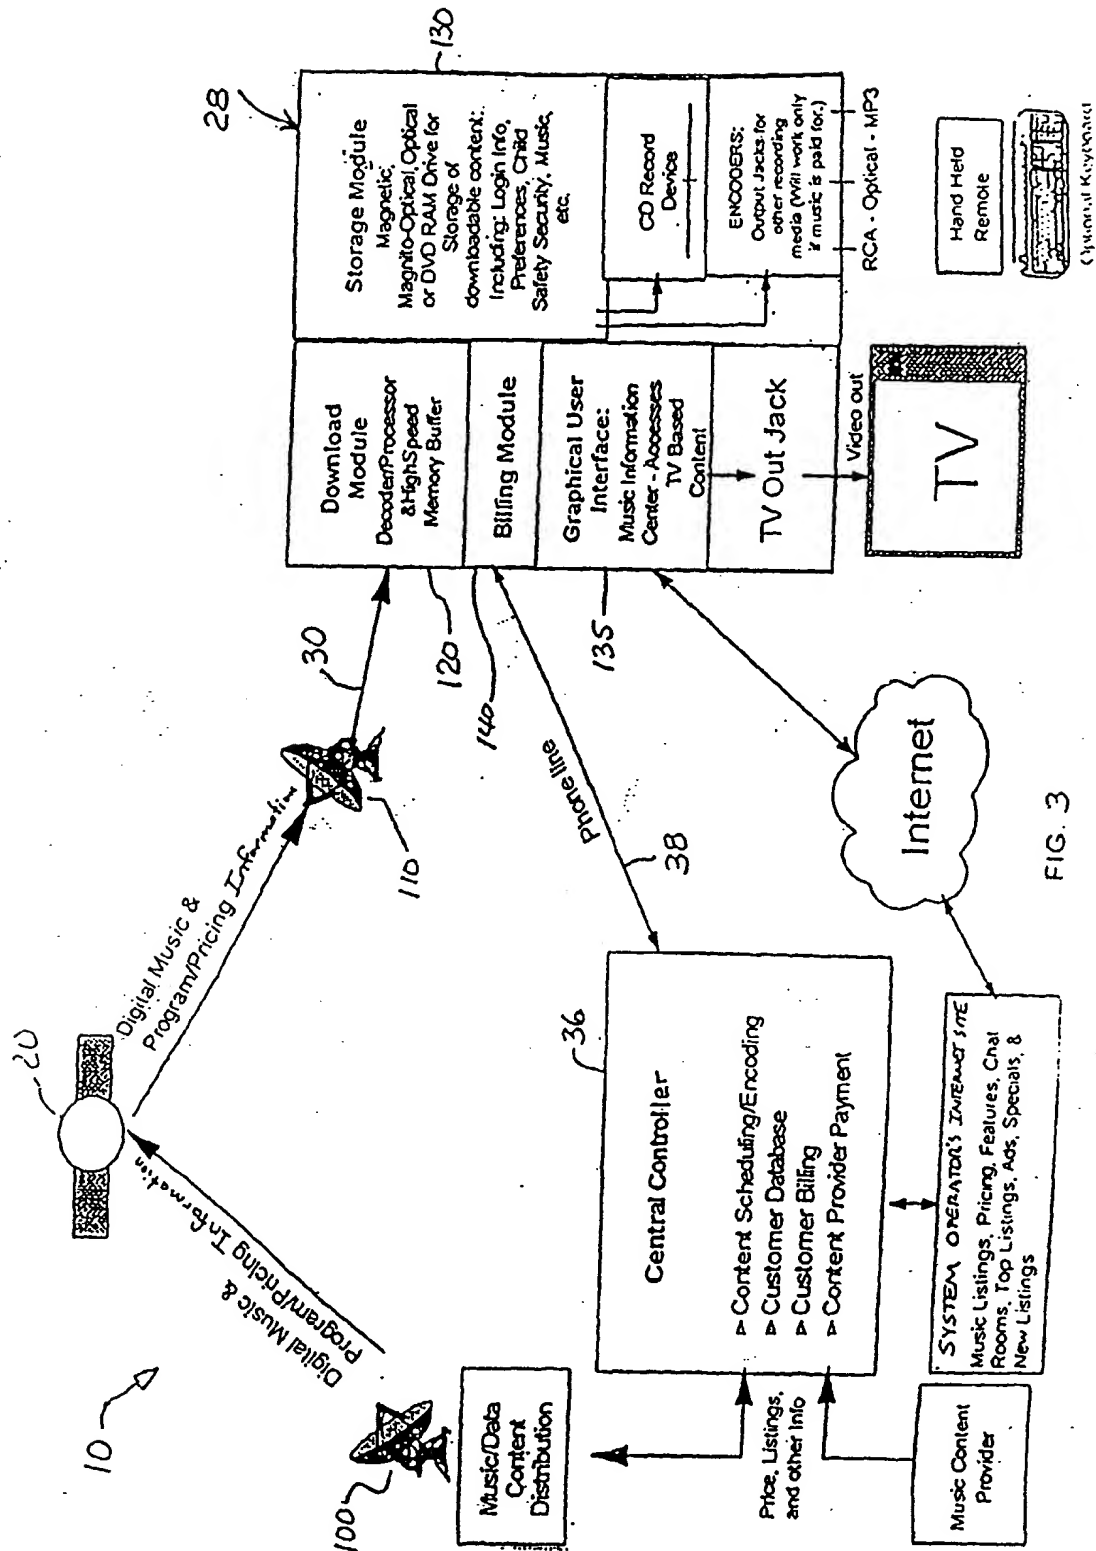 10
20
Digital Music &
Program/Pricing Information
Digital Music &
Program/Pricing Information
100
Music/Data
Content
Distribution
110
30
28
130
Download
Module
Decoder/Processor
& HighSpeed
Memory Buffer
120
Billing Module
140
Graphical User
Interface:
Music Information
Center - Accesses
TV Based
Content
135
TV Out Jack
Video out
TV
Storage Module
Magnetic,
Magnito-Optical, Optical
or DVD RAM Drive for
Storage of
downloadable content:
Including: Login Info,
Preferences, Child
Safety Security, Music,
etc.
CD Record
Device
ENCODERS:
Output Jacks for
other recording
media (Will work only
if music is paid for.)
RCA - Optical - MP3
Hand Held
Remote
Optional Keyboard
Phone line
38
36
Central Controller
⊳ Content Scheduting/Encoding
⊳ Customer Database
⊳ Customer Billing
⊳ Content Provider Payment
Price, Listings,
and other Info
Music Content
Provider
SYSTEM OPERATOR'S INTERNET SITE
Music Listings, Pricing, Features, Chat
Rooms, Top Listings, Ads, Specials, &
New Listings
Internet
FIG. 3